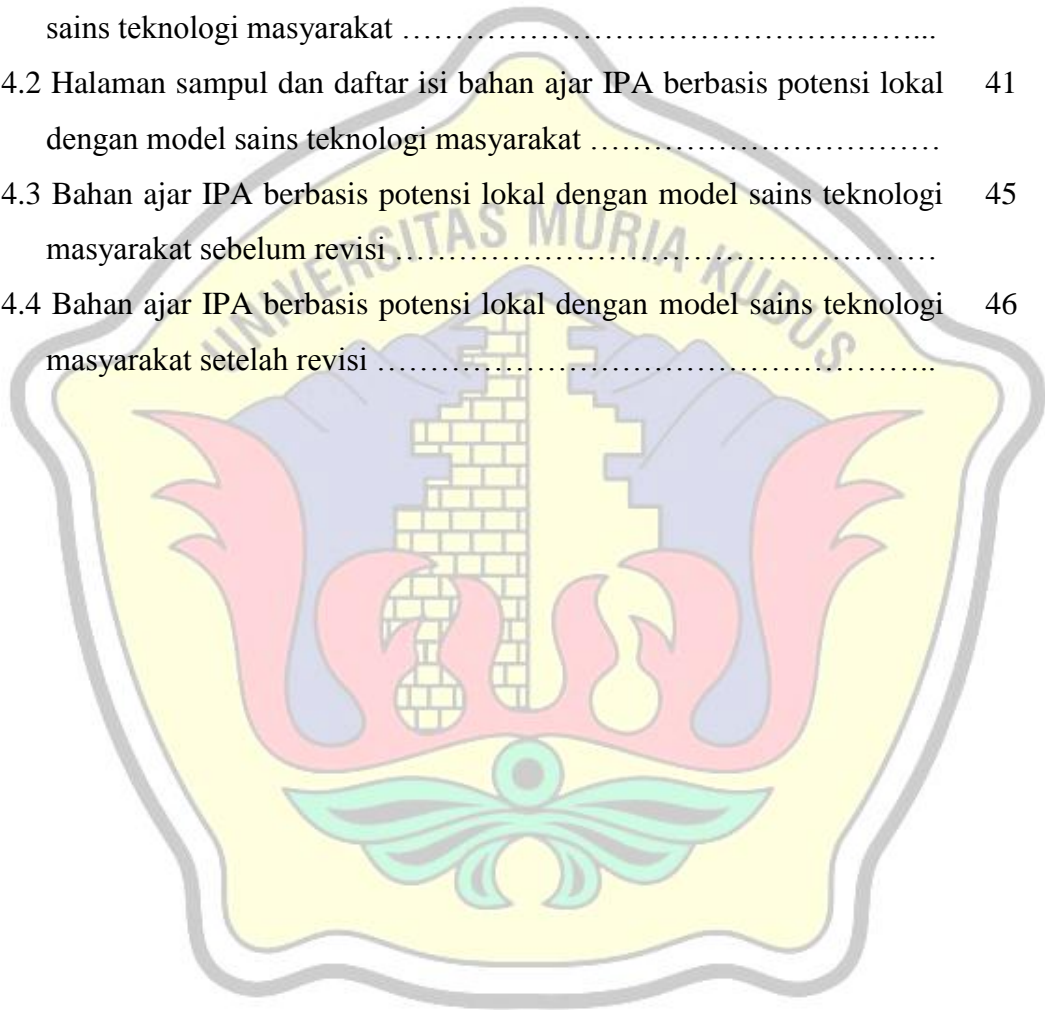 sains teknologi masyarakat ……………………………………………...
4.2 Halaman sampul dan daftar isi bahan ajar IPA berbasis potensi lokal 41
dengan model sains teknologi masyarakat ……………………………
4.3 Bahan ajar IPA berbasis potensi lokal dengan model sains teknologi 45
masyarakat sebelum revisi ………………………………………………
4.4 Bahan ajar IPA berbasis potensi lokal dengan model sains teknologi 46
masyarakat setelah revisi ………………………………………………..
UNIVERSITAS MURIA KUDUS